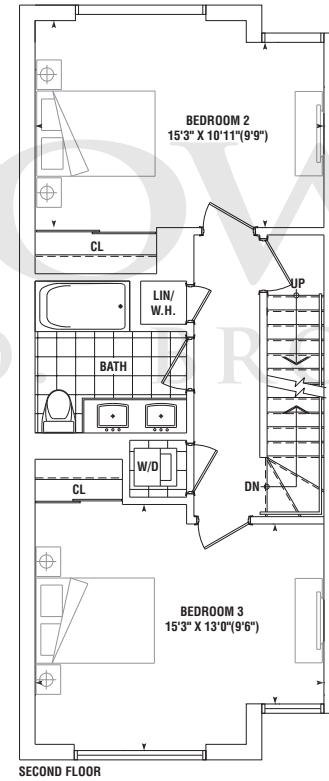 BEDROOM 2
15'3" X 10'11"(9'9")
CL
LIN/
W.H.
UP
BATH
W/D
CL
DN
BEDROOM 3
15'3" X 13'0"(9'6")
SECOND FLOOR